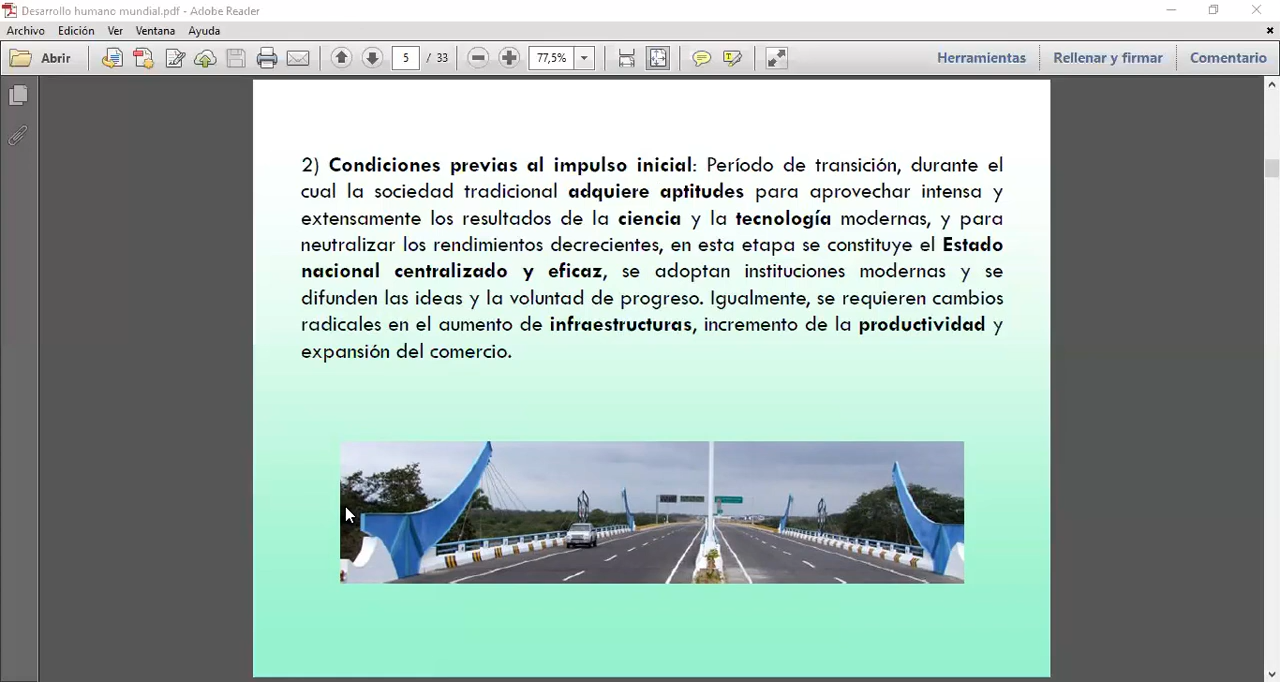 Desarrollo humano mundial.pdf - Adobe Reader
Archivo Edición Ver Ventana Ayuda
Abrir 5 / 33 77,5% Herramientas Rellenar y firmar Comentario
2) Condiciones previas al impulso inicial: Período de transición, durante el
cual la sociedad tradicional adquiere aptitudes para aprovechar intensa y
extensamente los resultados de la ciencia y la tecnología modernas, y para
neutralizar los rendimientos decrecientes, en esta etapa se constituye el Estado
nacional centralizado y eficaz, se adoptan instituciones modernas y se
difunden las ideas y la voluntad de progreso. Igualmente, se requieren cambios
radicales en el aumento de infraestructuras, incremento de la productividad y
expansión del comercio.